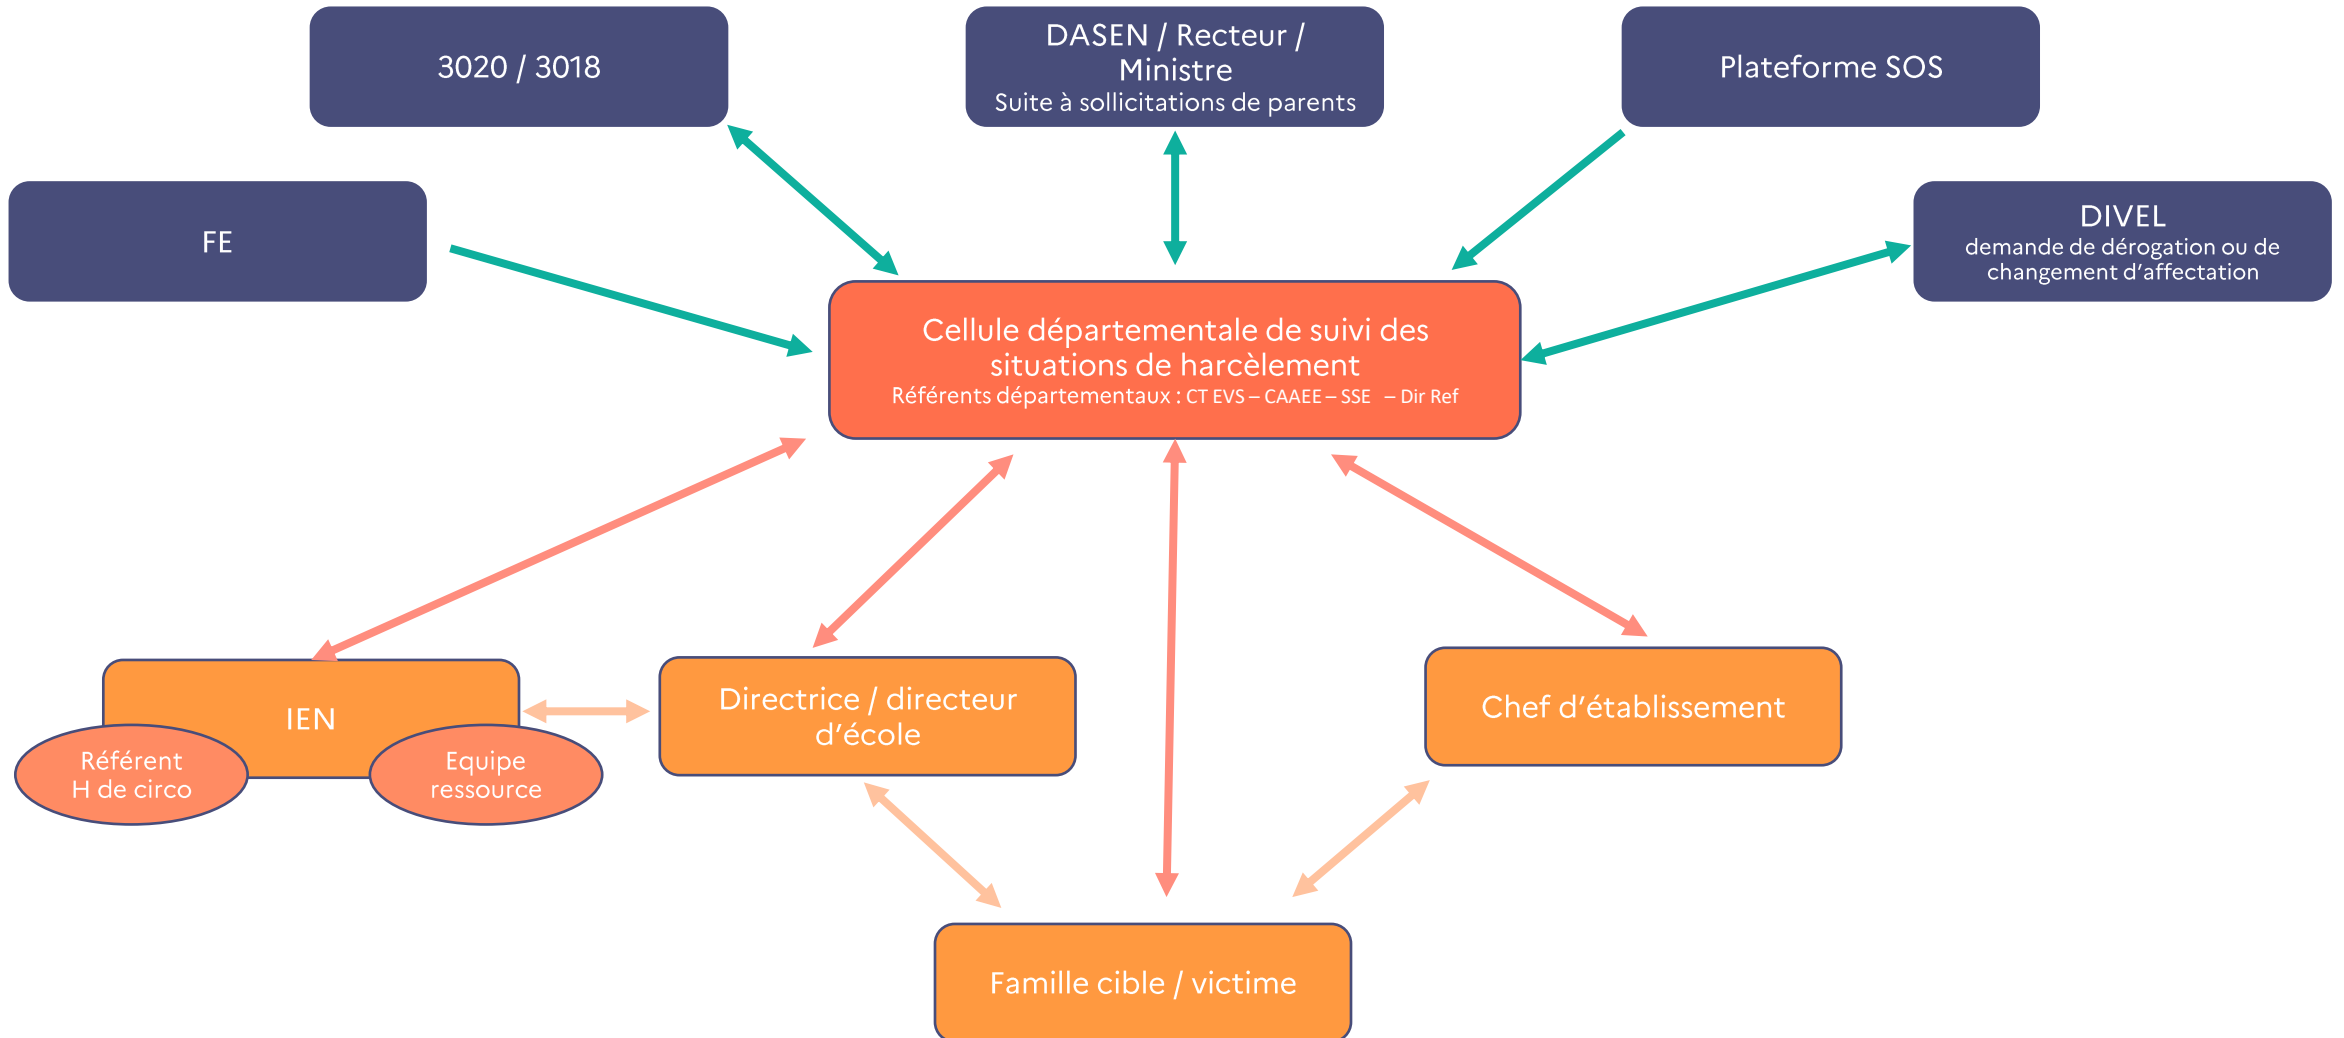 3020 / 3018
DASEN / Recteur /
Ministre
Suite à sollicitations de parents
Plateforme SOS
FE
DIVEL
demande de dérogation ou de
changement d’affectation
Cellule départementale de suivi des
situations de harcèlement
Référents départementaux : CT EVS – CAAEE – SSE – Dir Ref
IEN
Référent
H de circo
Equipe
ressource
Directrice / directeur
d’école
Chef d’établissement
Famille cible / victime